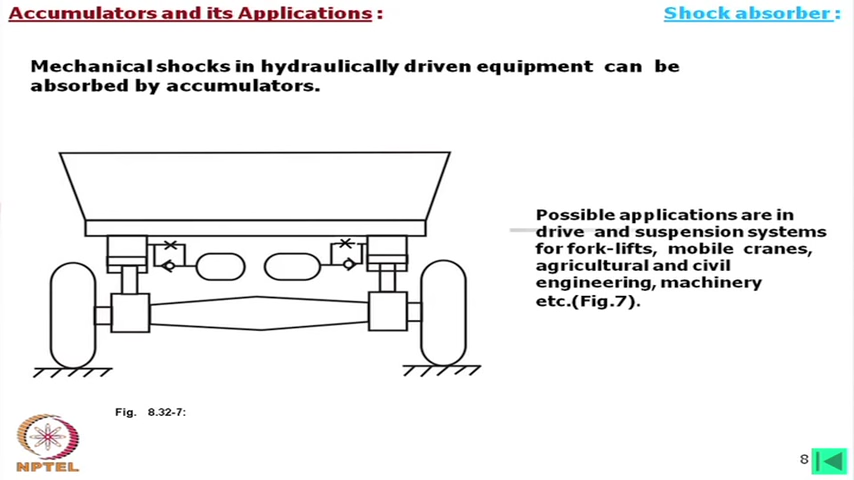 Accumulators and its Applications :
Shock absorber :
Mechanical shocks in hydraulically driven equipment can be
absorbed by accumulators.
Possible applications are in
drive and suspension systems
for fork-lifts, mobile cranes,
agricultural and civil
engineering, machinery
etc.(Fig.7).
Fig. 8.32-7:
NPTEL
8